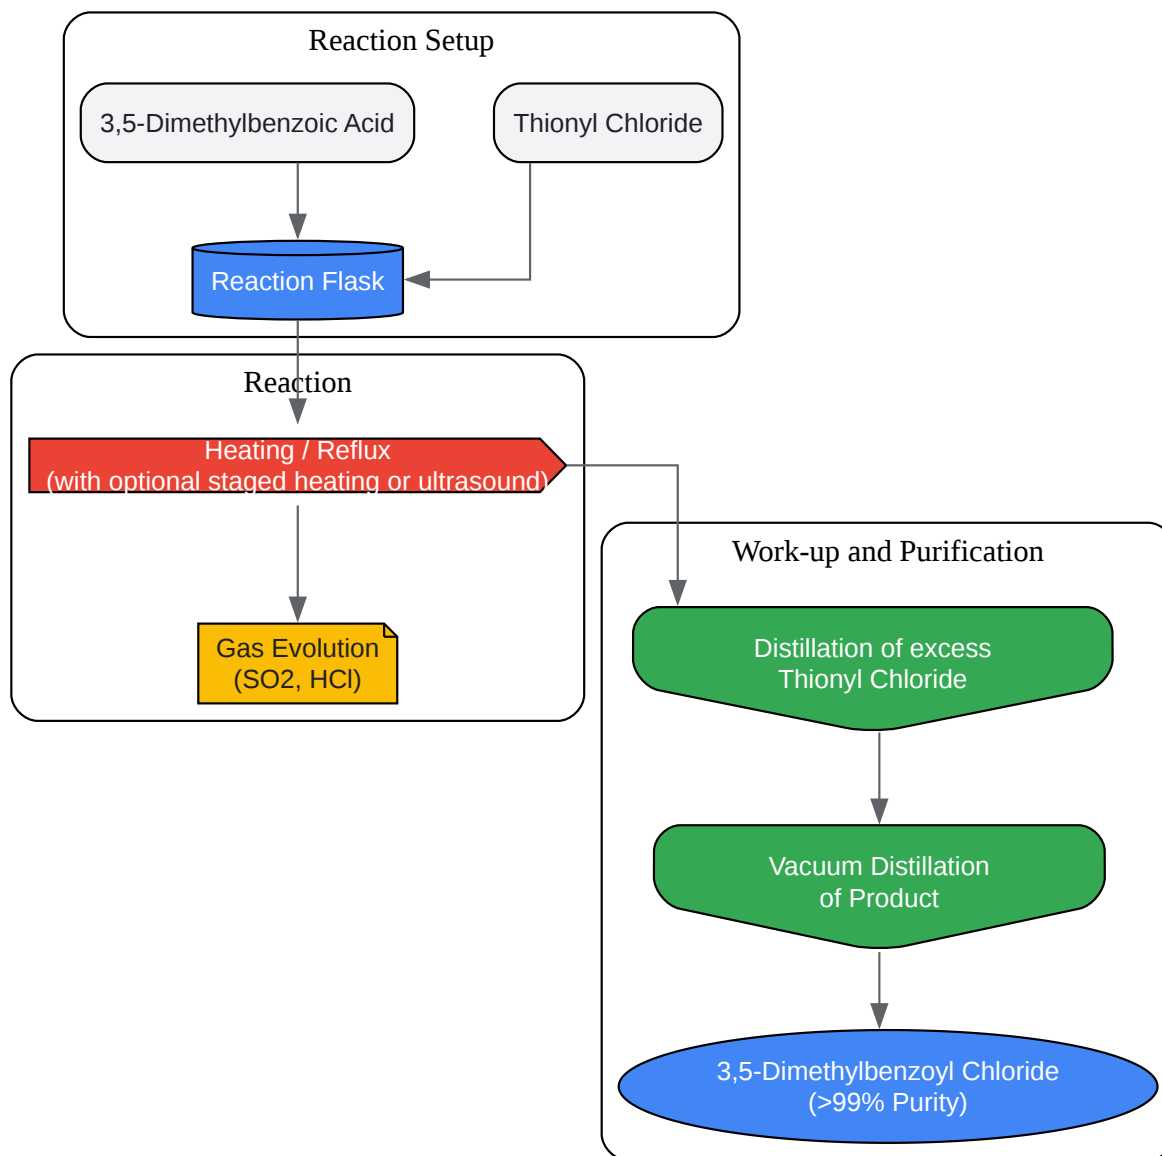 Reaction Setup
3,5-Dimethylbenzoic Acid
Thionyl Chloride
Reaction Flask
Reaction
Heating / Reflux
(with optional staged heating or ultrasound)
Gas Evolution
(SO2, HCl)
Work-up and Purification
Distillation of excess
Thionyl Chloride
Vacuum Distillation
of Product
3,5-Dimethylbenzoyl Chloride
(>99% Purity)